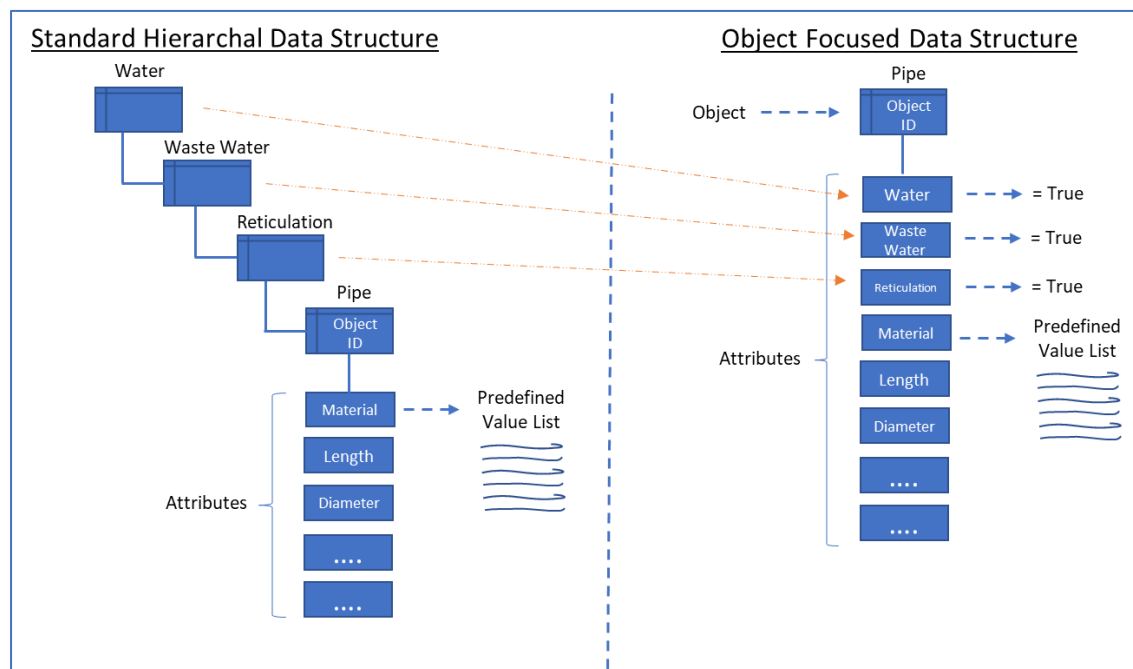 Standard Hierarchal Data Structure
Water
Waste Water
Reticulation
Pipe
Object
ID
Attributes
Material
Length
Diameter
....
....
Predefined
Value List
Object Focused Data Structure
Pipe
Object
Object
ID
Attributes
Water
= True
Waste
Water
= True
Reticulation
= True
Material
Predefined
Value List
Length
Diameter
....
....